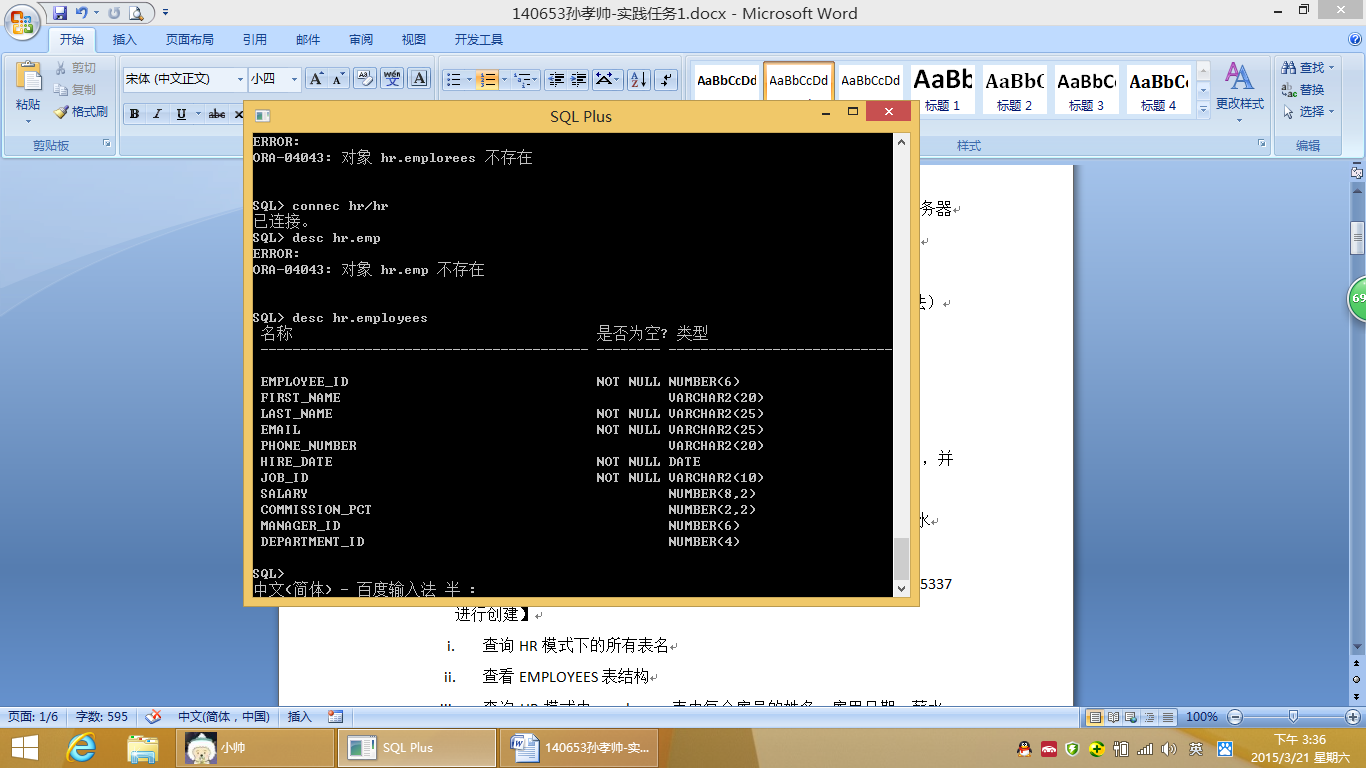 140653孙孝帅-实践任务1.docx - Microsoft Word
开始 插入 页面布局 引用 邮件 审阅 视图 开发工具
粘贴
剪切
复制
格式刷
剪贴板
宋体 (中文正文) 小四
B I U abc
AaBbCcDd AaBbCcDd AaBbCcDd AaBb AaBbC AaBbC AaBbCc
标题 1 标题 2 标题 3 标题 4
更改样式
样式
查找
替换
选择
编辑
SQL Plus
ERROR:
ORA-04043: 对象 hr.emplorees 不存在
SQL> connec hr/hr
已连接。
SQL> desc hr.emp
ERROR:
ORA-04043: 对象 hr.emp 不存在
SQL> desc hr.employees
名称 是否为空? 类型
----------------------------------------- -------- ----------------------------
EMPLOYEE_ID NOT NULL NUMBER(6)
FIRST_NAME VARCHAR2(20)
LAST_NAME NOT NULL VARCHAR2(25)
EMAIL NOT NULL VARCHAR2(25)
PHONE_NUMBER VARCHAR2(20)
HIRE_DATE NOT NULL DATE
JOB_ID NOT NULL VARCHAR2(10)
SALARY NUMBER(8,2)
COMMISSION_PCT NUMBER(2,2)
MANAGER_ID NUMBER(6)
DEPARTMENT_ID NUMBER(4)
SQL>
中文(简体) - 百度输入法 半 :
务器
）
，并
5337
69
进行创建】
i. 查询 HR 模式下的所有表名
ii. 查看 EMPLOYEES 表结构
页面: 1/6 字数: 595 中文(简体，中国) 插入 100%
小帅 SQL Plus 140653孙孝帅-实...
英
下午 3:36
2015/3/21 星期六